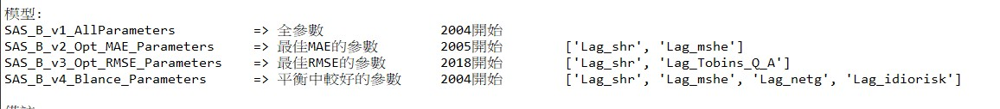 模型:
SAS_B_v1_AllParameters => 全參數 2004開始
SAS_B_v2_Opt_MAE_Parameters => 最佳MAE的參數 2005開始 ['Lag_shr', 'Lag_mshe']
SAS_B_v3_Opt_RMSE_Parameters => 最佳RMSE的參數 2018開始 ['Lag_shr', 'Lag_Tobins_Q_A']
SAS_B_v4_Blance_Parameters => 平衡中較好的參數 2004開始 ['Lag_shr', 'Lag_mshe', 'Lag_netg', 'Lag_idiorisk']